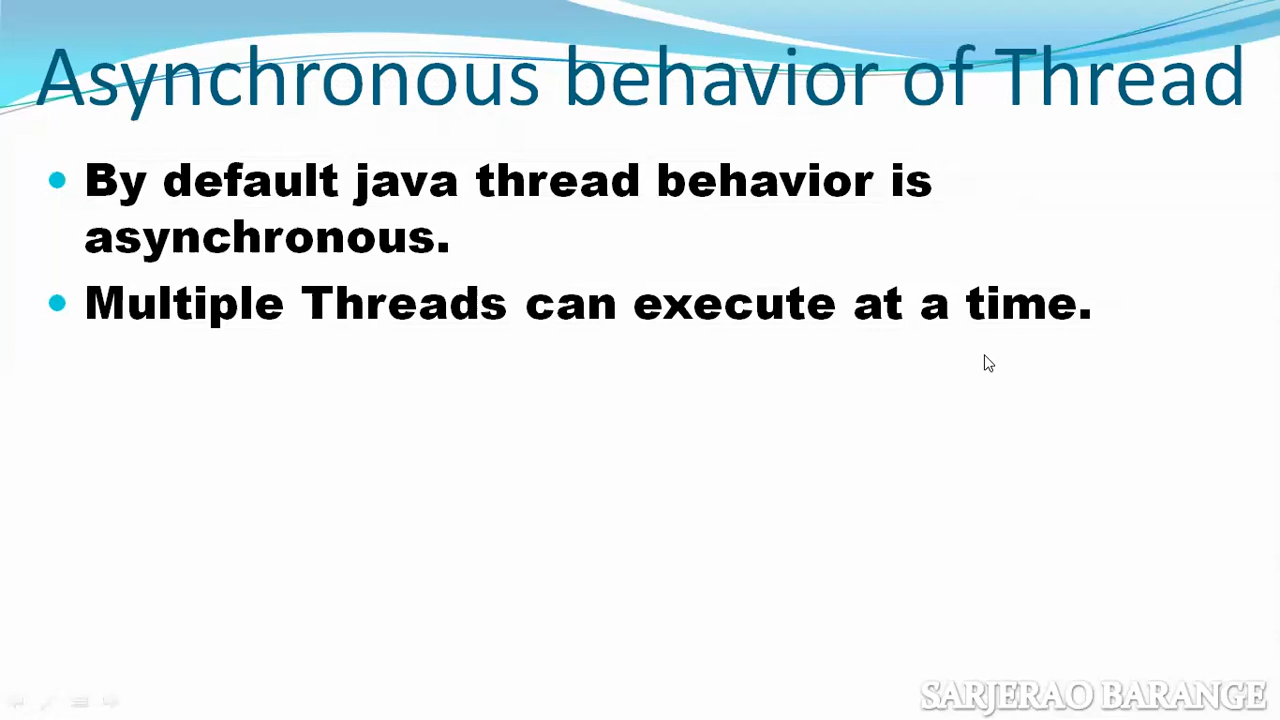 Asynchronous behavior of Thread
By default java thread behavior is
asynchronous.
Multiple Threads can execute at a time.
SARJERAO BARANGE